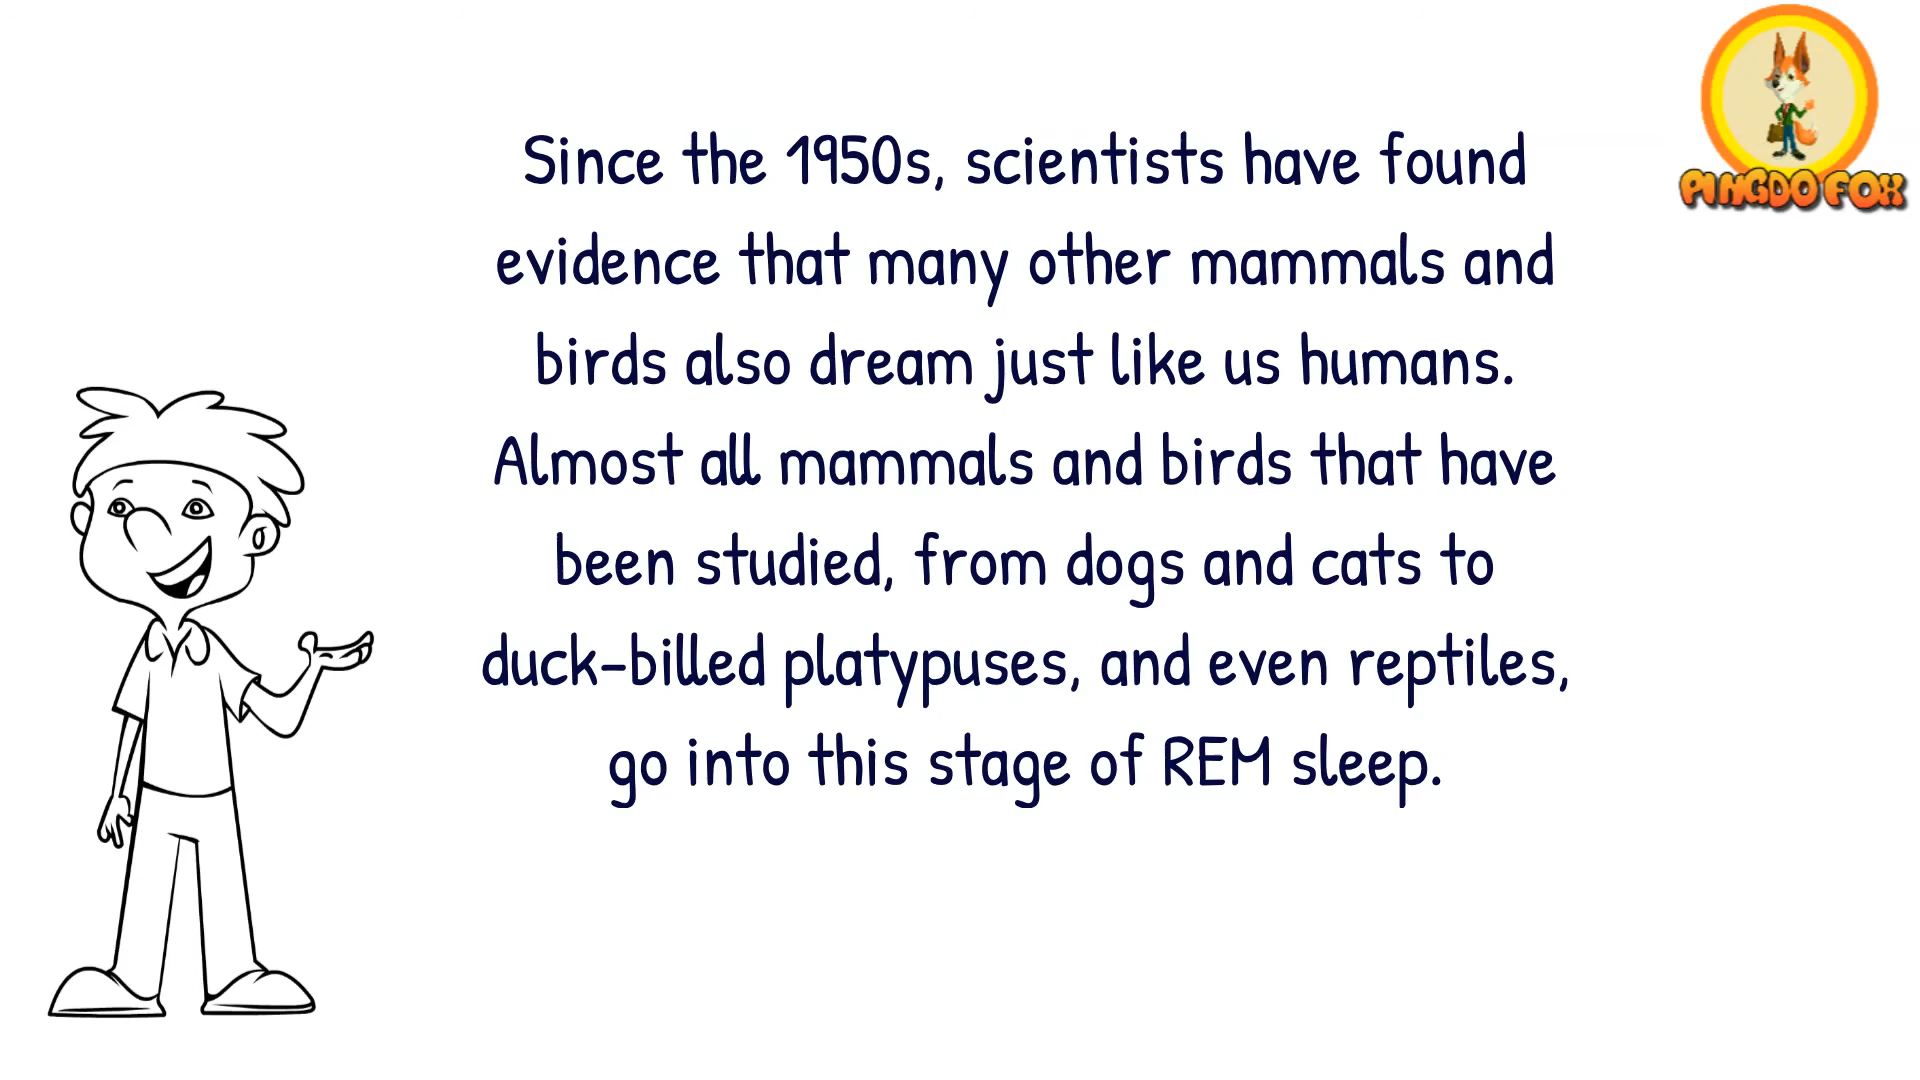 Since the 1950s, scientists have found
evidence that many other mammals and
birds also dream just like us humans.
Almost all mammals and birds that have
been studied, from dogs and cats to
duck-billed platypuses, and even reptiles,
go into this stage of REM sleep.
PINGDO FOX